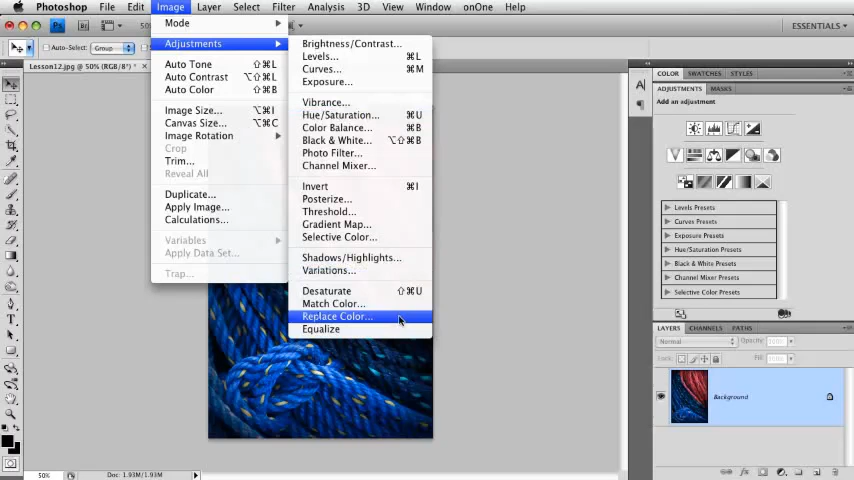 Photoshop File Edit Image Layer Select Filter Analysis 3D View Window onOne Help
50%
ESSENTIALS
Auto-Select: Group
Lesson12.jpg @ 50% (RGB/8*) *
Mode
Adjustments
Auto Tone ⇧⌘L
Auto Contrast ⌥⇧⌘L
Auto Color ⇧⌘B
Image Size... ⌥⌘I
Canvas Size... ⌥⌘C
Image Rotation
Crop
Trim...
Reveal All
Duplicate...
Apply Image...
Calculations...
Variables
Apply Data Set...
Trap...
Brightness/Contrast...
Levels... ⌘L
Curves... ⌘M
Exposure...
Vibrance...
Hue/Saturation... ⌘U
Color Balance... ⌘B
Black & White... ⌥⇧⌘B
Photo Filter...
Channel Mixer...
Invert ⌘I
Posterize...
Threshold...
Gradient Map...
Selective Color...
Shadows/Highlights...
Variations...
Desaturate ⇧⌘U
Match Color...
Replace Color...
Equalize
COLOR SWATCHES STYLES
ADJUSTMENTS MASKS
Add an adjustment
Levels Presets
Curves Presets
Exposure Presets
Hue/Saturation Presets
Black & White Presets
Channel Mixer Presets
Selective Color Presets
LAYERS CHANNELS PATHS
Normal Opacity: 100%
Lock: Fill: 100%
Background
50% Doc: 1.93M/1.93M